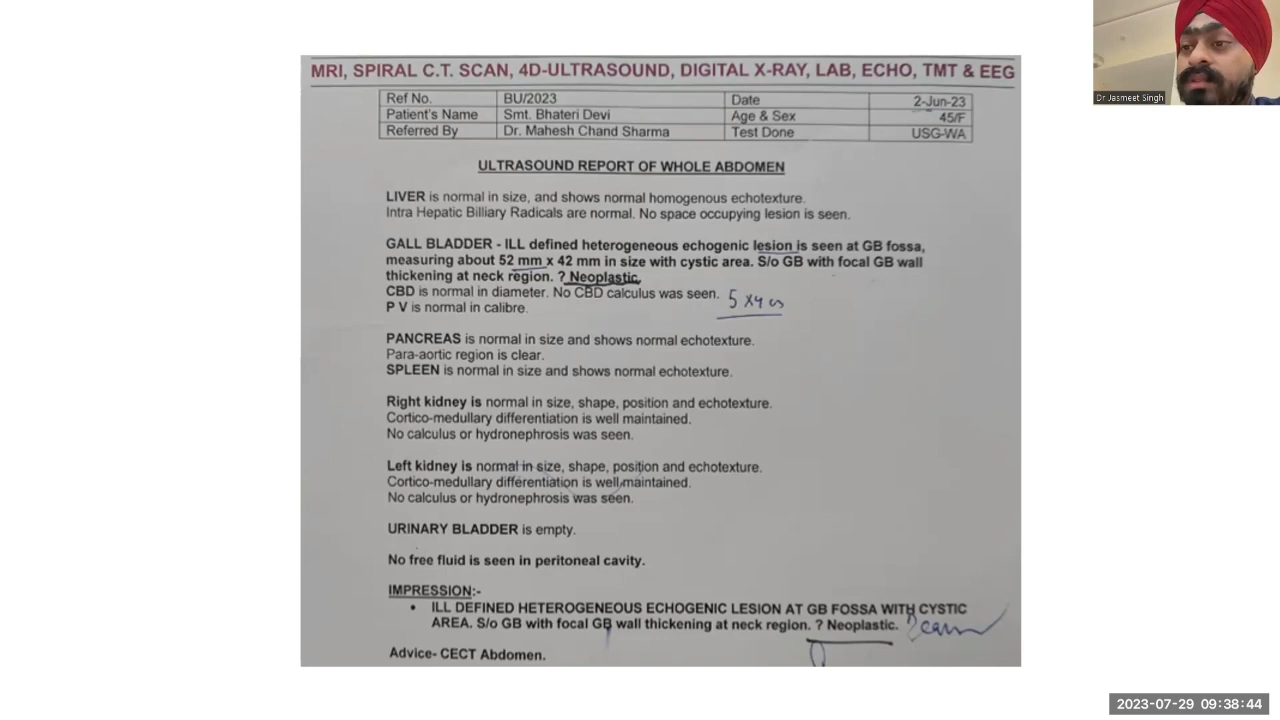 MRI, SPIRAL C.T. SCAN, 4D-ULTRASOUND, DIGITAL X-RAY, LAB, ECHO, TMT & EEG
Dr Jasmeet Singh
Ref No. BU/2023 Date 2-Jun-23
Patient's Name Smt. Bhateri Devi Age & Sex 45/F
Referred By Dr. Mahesh Chand Sharma Test Done USG-WA
ULTRASOUND REPORT OF WHOLE ABDOMEN
LIVER is normal in size, and shows normal homogenous echotexture.
Intra Hepatic Billiary Radicals are normal. No space occupying lesion is seen.
GALL BLADDER - ILL defined heterogeneous echogenic lesion is seen at GB fossa,
measuring about 52 mm x 42 mm in size with cystic area. S/o GB with focal GB wall
thickening at neck region. ? Neoplastic.
CBD is normal in diameter. No CBD calculus was seen.
5 x 4 cm
P V is normal in calibre.
PANCREAS is normal in size and shows normal echotexture.
Para-aortic region is clear.
SPLEEN is normal in size and shows normal echotexture.
Right kidney is normal in size, shape, position and echotexture.
Cortico-medullary differentiation is well maintained.
No calculus or hydronephrosis was seen.
Left kidney is normal in size, shape, position and echotexture.
Cortico-medullary differentiation is well maintained.
No calculus or hydronephrosis was seen.
URINARY BLADDER is empty.
No free fluid is seen in peritoneal cavity.
IMPRESSION:-
• ILL DEFINED HETEROGENEOUS ECHOGENIC LESION AT GB FOSSA WITH CYSTIC
AREA. S/o GB with focal GB wall thickening at neck region. ? Neoplastic.
Advice- CECT Abdomen.
2023-07-29 09:38:44